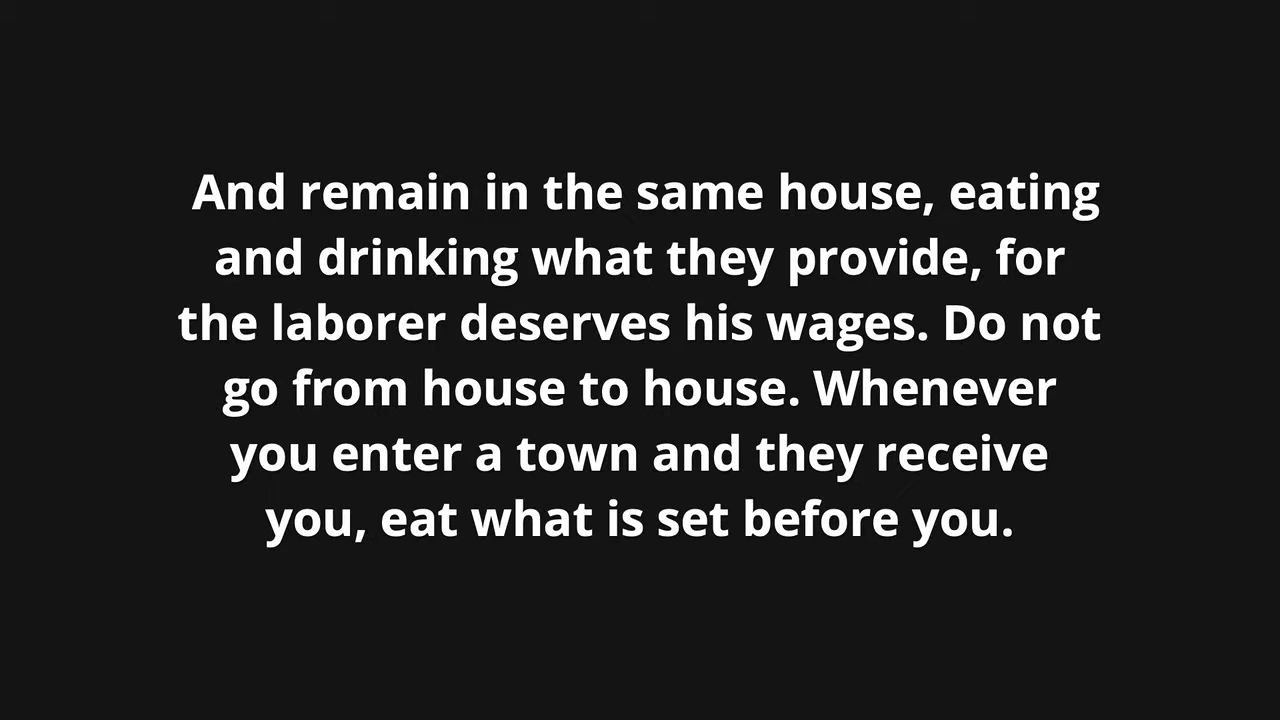 And remain in the same house, eating
and drinking what they provide, for
the laborer deserves his wages. Do not
go from house to house. Whenever
you enter a town and they receive
you, eat what is set before you.